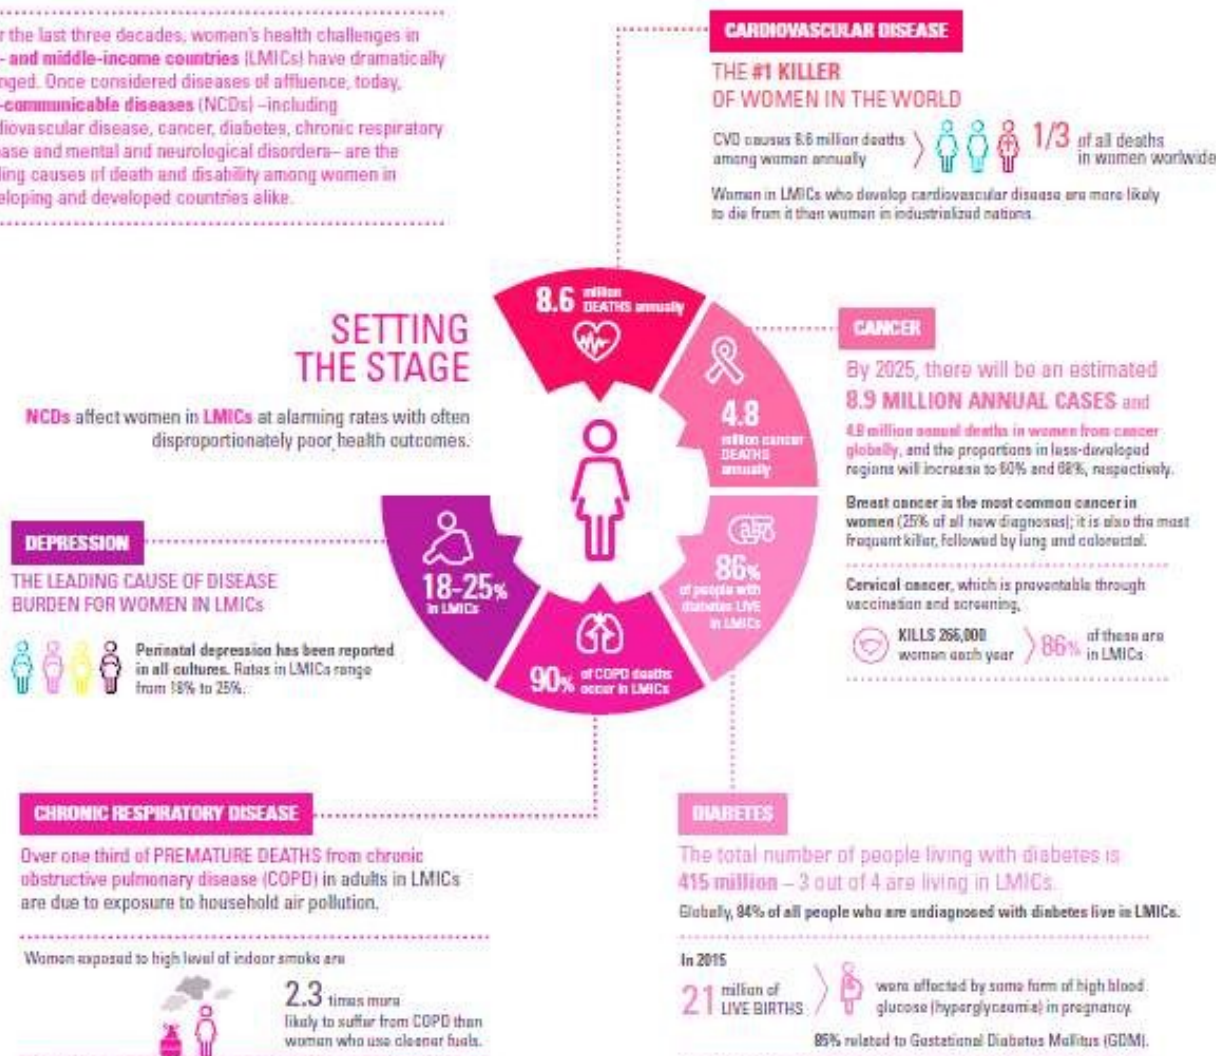 r the last three decades, women's health challenges in
- and middle-income countries (LMICs) have dramatically
nged. Once considered diseases of affluence, today,
-communicable diseases (NCDs) –including
diovascular disease, cancer, diabetes, chronic respiratory
ease and mental and neurological disorders– are the
ding causes of death and disability among women in
eloping and developed countries alike.
CARDIOVASCULAR DISEASE
THE #1 KILLER
OF WOMEN IN THE WORLD
CVD causes 8.6 million deaths
among women annually
1/3 of all deaths
in women worlwide
Women in LMICs who develop cardiovascular disease are more likely
to die from it than women in industrialized nations.
SETTING
THE STAGE
NCDs affect women in LMICs at alarming rates with often
disproportionately poor health outcomes.
8.6 million
DEATHS annually
4.8
million cancer
DEATHS
annually
86%
of people with
diabetes LIVE
in LMICs
90% of COPD deaths
occur in LMICs
18-25%
in LMICs
CANCER
By 2025, there will be an estimated
8.9 MILLION ANNUAL CASES and
4.8 million annual deaths in women from cancer
globally, and the proportions in less-developed
regions will increase to 60% and 68%, respectively.
Breast cancer is the most common cancer in
women (25% of all new diagnoses); it is also the most
frequent killer, followed by lung and colorectal.
Cervical cancer, which is preventable through
vaccination and screening,
KILLS 266,000
women each year
86% of these are
in LMICs
DEPRESSION
THE LEADING CAUSE OF DISEASE
BURDEN FOR WOMEN IN LMICs
Perinatal depression has been reported
in all cultures. Rates in LMICs range
from 18% to 25%.
CHRONIC RESPIRATORY DISEASE
Over one third of PREMATURE DEATHS from chronic
obstructive pulmonary disease (COPD) in adults in LMICs
are due to exposure to household air pollution.
Women exposed to high level of indoor smoke are
2.3 times more
likely to suffer from COPD than
women who use cleaner fuels.
DIABETES
The total number of people living with diabetes is
415 million – 3 out of 4 are living in LMICs.
Globally, 84% of all people who are undiagnosed with diabetes live in LMICs.
In 2015
21 million of
LIVE BIRTHS
were affected by some form of high blood
glucose (hyperglycaemia) in pregnancy.
85% related to Gestational Diabetes Mellitus (GDM).